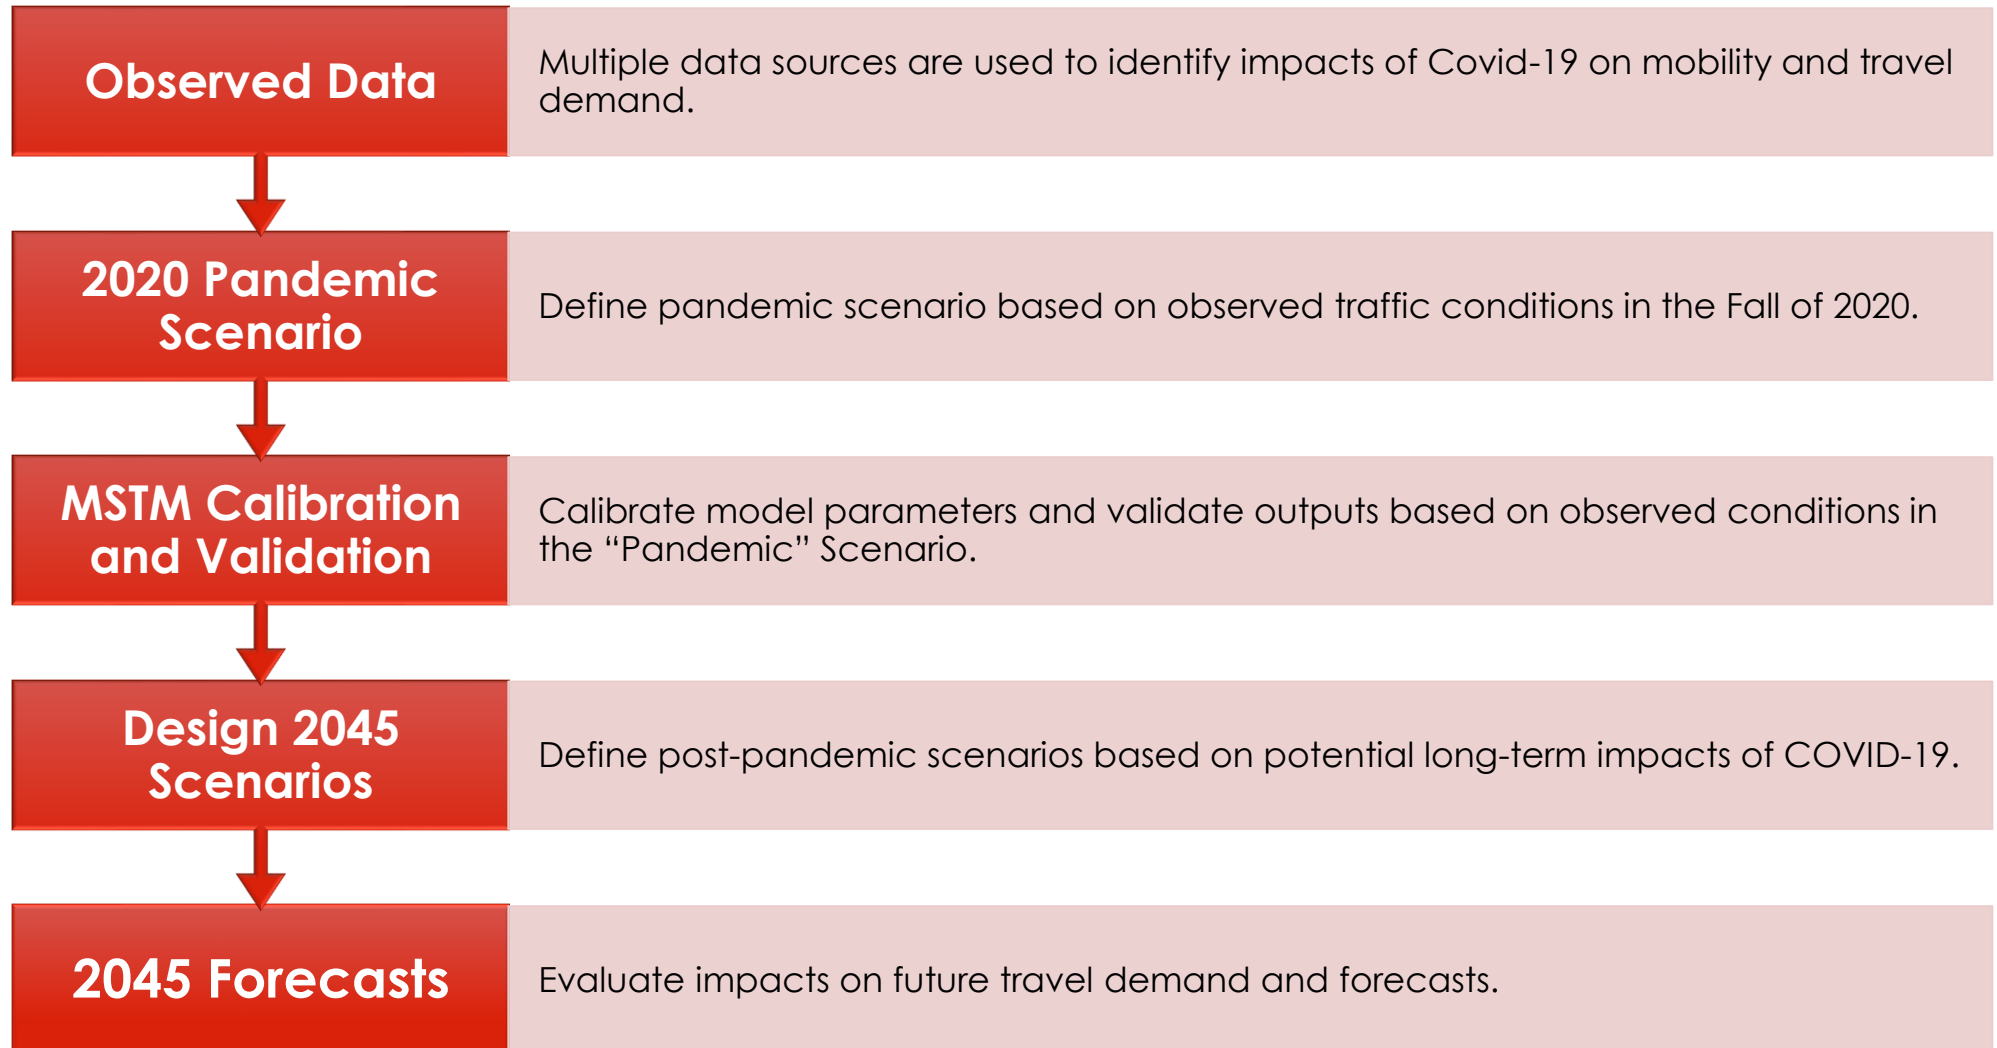 Observed Data
Multiple data sources are used to identify impacts of Covid-19 on mobility and travel
demand.
2020 Pandemic
Scenario
Define pandemic scenario based on observed traffic conditions in the Fall of 2020.
MSTM Calibration
and Validation
Calibrate model parameters and validate outputs based on observed conditions in
the “Pandemic” Scenario.
Design 2045
Scenarios
Define post-pandemic scenarios based on potential long-term impacts of COVID-19.
2045 Forecasts
Evaluate impacts on future travel demand and forecasts.